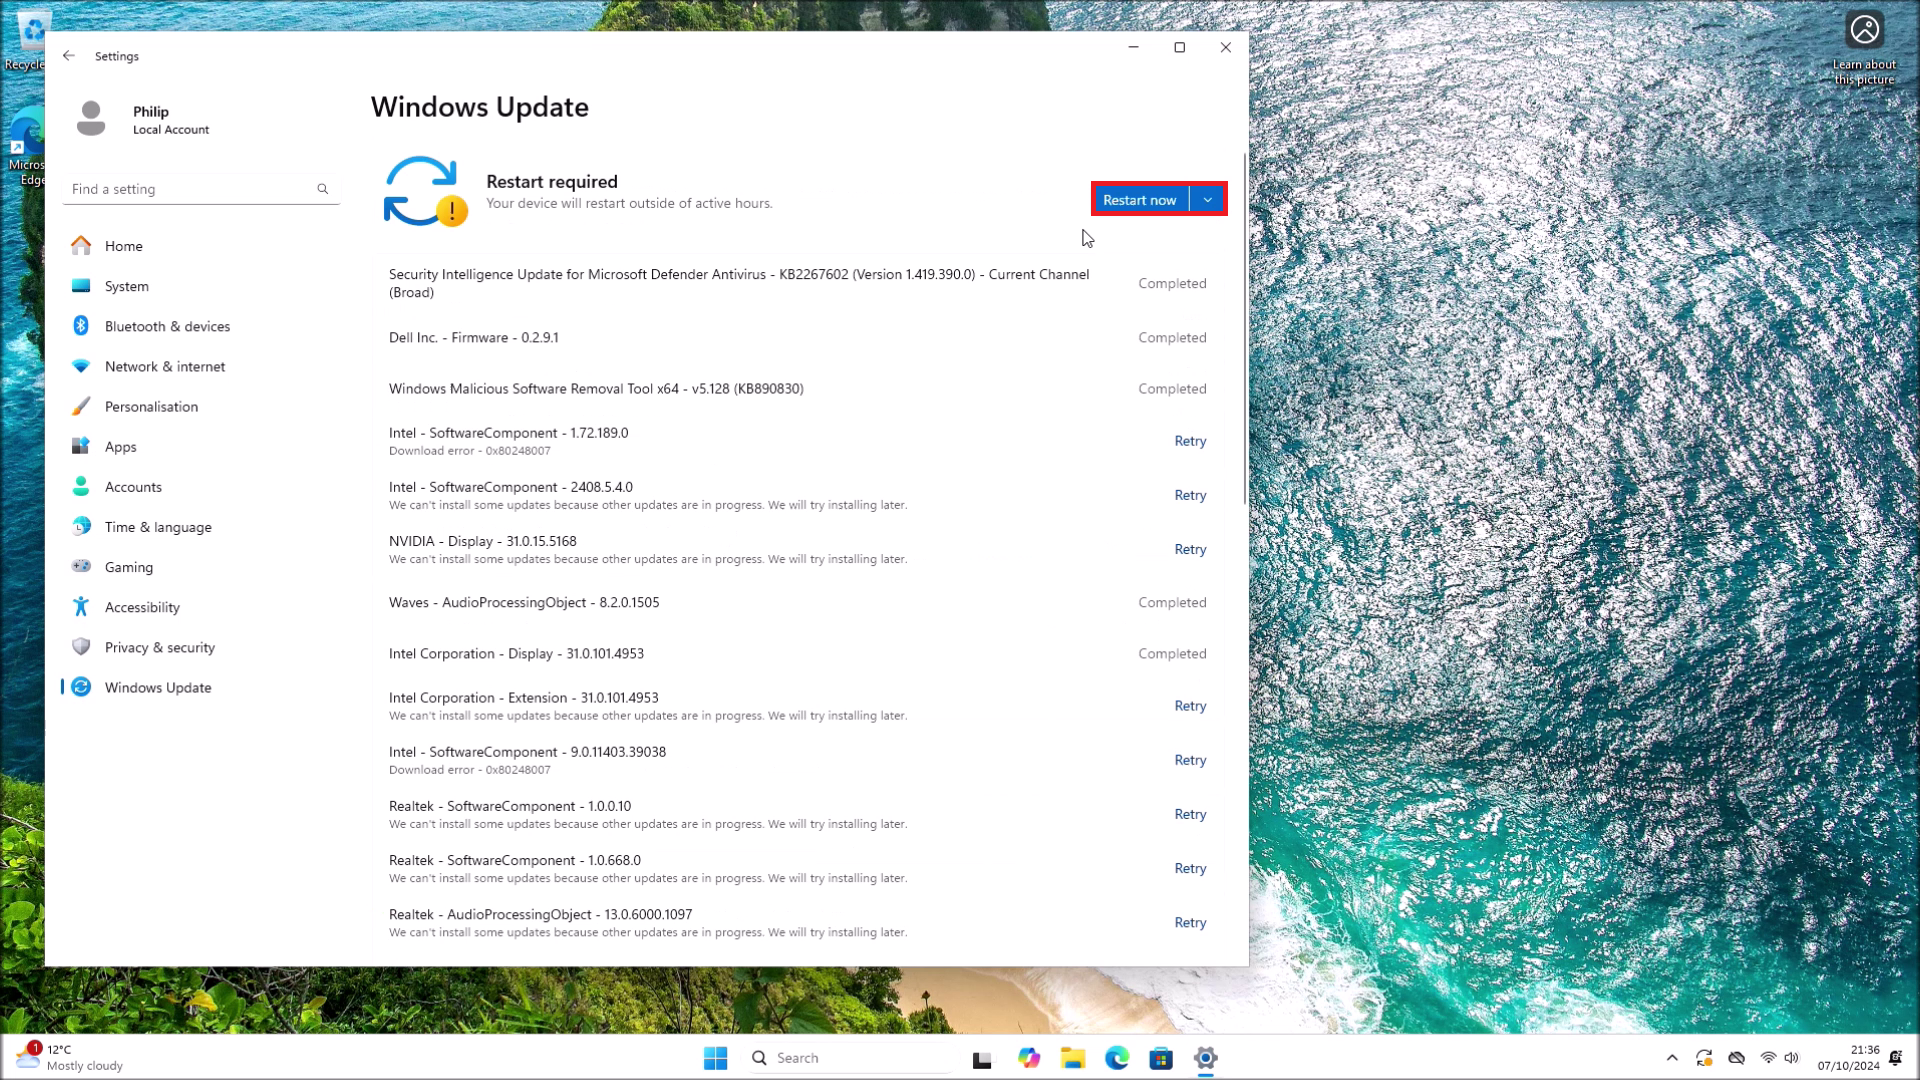 Recycle
Settings
Learn about
this picture
Philip
Local Account
Windows Update
Micros
Edge
Restart required
Your device will restart outside of active hours.
Restart now
Find a setting
Home
System
Bluetooth & devices
Network & internet
Personalisation
Apps
Accounts
Time & language
Gaming
Accessibility
Privacy & security
Windows Update
Security Intelligence Update for Microsoft Defender Antivirus - KB2267602 (Version 1.419.390.0) - Current Channel
(Broad)
Completed
Dell Inc. - Firmware - 0.2.9.1
Completed
Windows Malicious Software Removal Tool x64 - v5.128 (KB890830)
Completed
Intel - SoftwareComponent - 1.72.189.0
Download error - 0x80248007
Retry
Intel - SoftwareComponent - 2408.5.4.0
We can't install some updates because other updates are in progress. We will try installing later.
Retry
NVIDIA - Display - 31.0.15.5168
We can't install some updates because other updates are in progress. We will try installing later.
Retry
Waves - AudioProcessingObject - 8.2.0.1505
Completed
Intel Corporation - Display - 31.0.101.4953
Completed
Intel Corporation - Extension - 31.0.101.4953
We can't install some updates because other updates are in progress. We will try installing later.
Retry
Intel - SoftwareComponent - 9.0.11403.39038
Download error - 0x80248007
Retry
Realtek - SoftwareComponent - 1.0.0.10
We can't install some updates because other updates are in progress. We will try installing later.
Retry
Realtek - SoftwareComponent - 1.0.668.0
We can't install some updates because other updates are in progress. We will try installing later.
Retry
Realtek - AudioProcessingObject - 13.0.6000.1097
We can't install some updates because other updates are in progress. We will try installing later.
Retry
1
12°C
Mostly cloudy
Search
21:36
07/10/2024